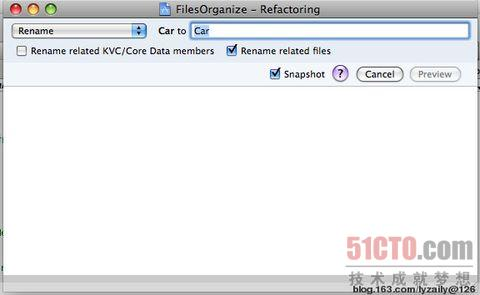 FilesOrganize - Refactoring
Rename Car to Car
Rename related KVC/Core Data members Rename related files
Snapshot ? Cancel Preview
51CTO.com
技术成就梦想
blog.163.com/lyzaily@126